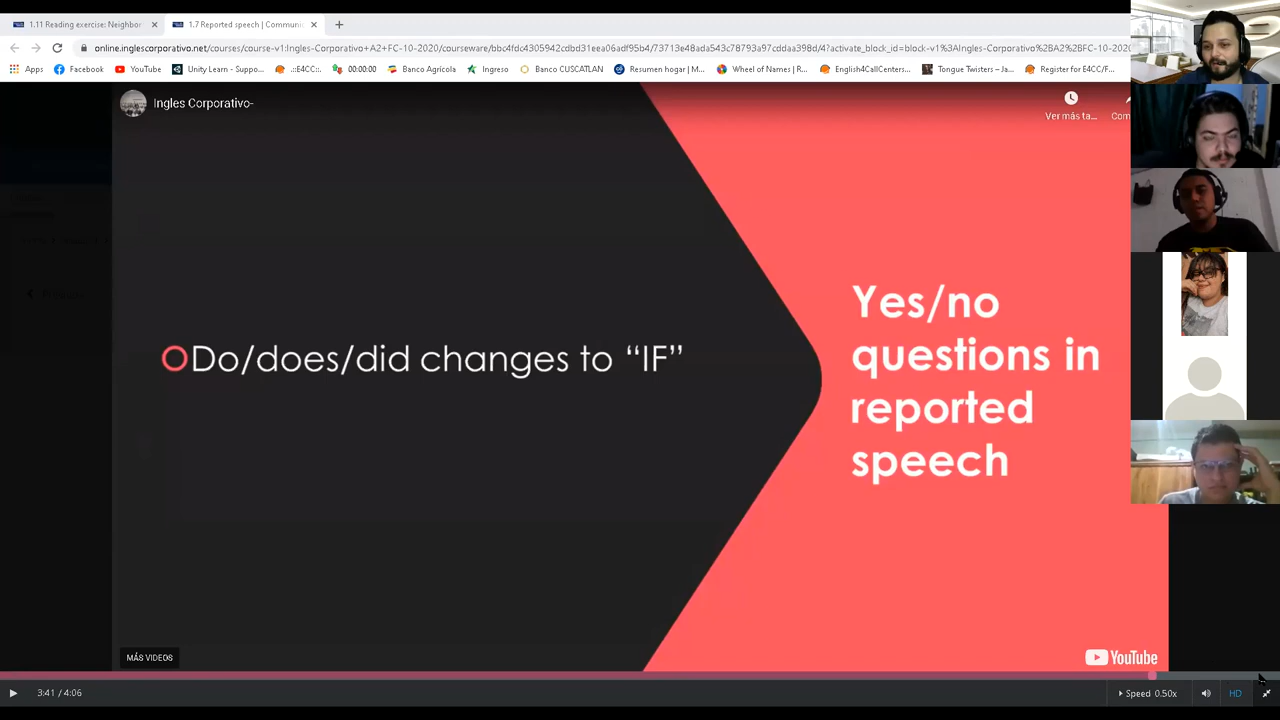 1.11 Reading exercise: Neighbor
1.7 Reported speech | Communic
online.inglescorporativo.net/courses/course-v1:Ingles-Corporativo+A2+FC-10-2020/courseware/bbc4fdc4305942cdbd31eea06adf95b4/73713e48ada543c78793a97cddaa398d/4?activate_block_id=block-v1%3AIngles-Corporativo%2BA2%2BFC-10-2020%
Apps
Facebook
YouTube
Unity Learn - Suppo...
.::E4CC::.
00:00:00
Banco Agrícola
Ingreso
Banco CUSCATLAN
Resumen hogar | M...
Wheel of Names | R...
English4CallCenters...
Tongue Twisters – Ja...
Register for E4CC/F...
Ingles Corporativo-
Ver más ta...
Com
Do/does/did changes to “IF”
Yes/no
questions in
reported
speech
MÁS VIDEOS
YouTube
3:41 / 4:06
Speed 0.50x
HD